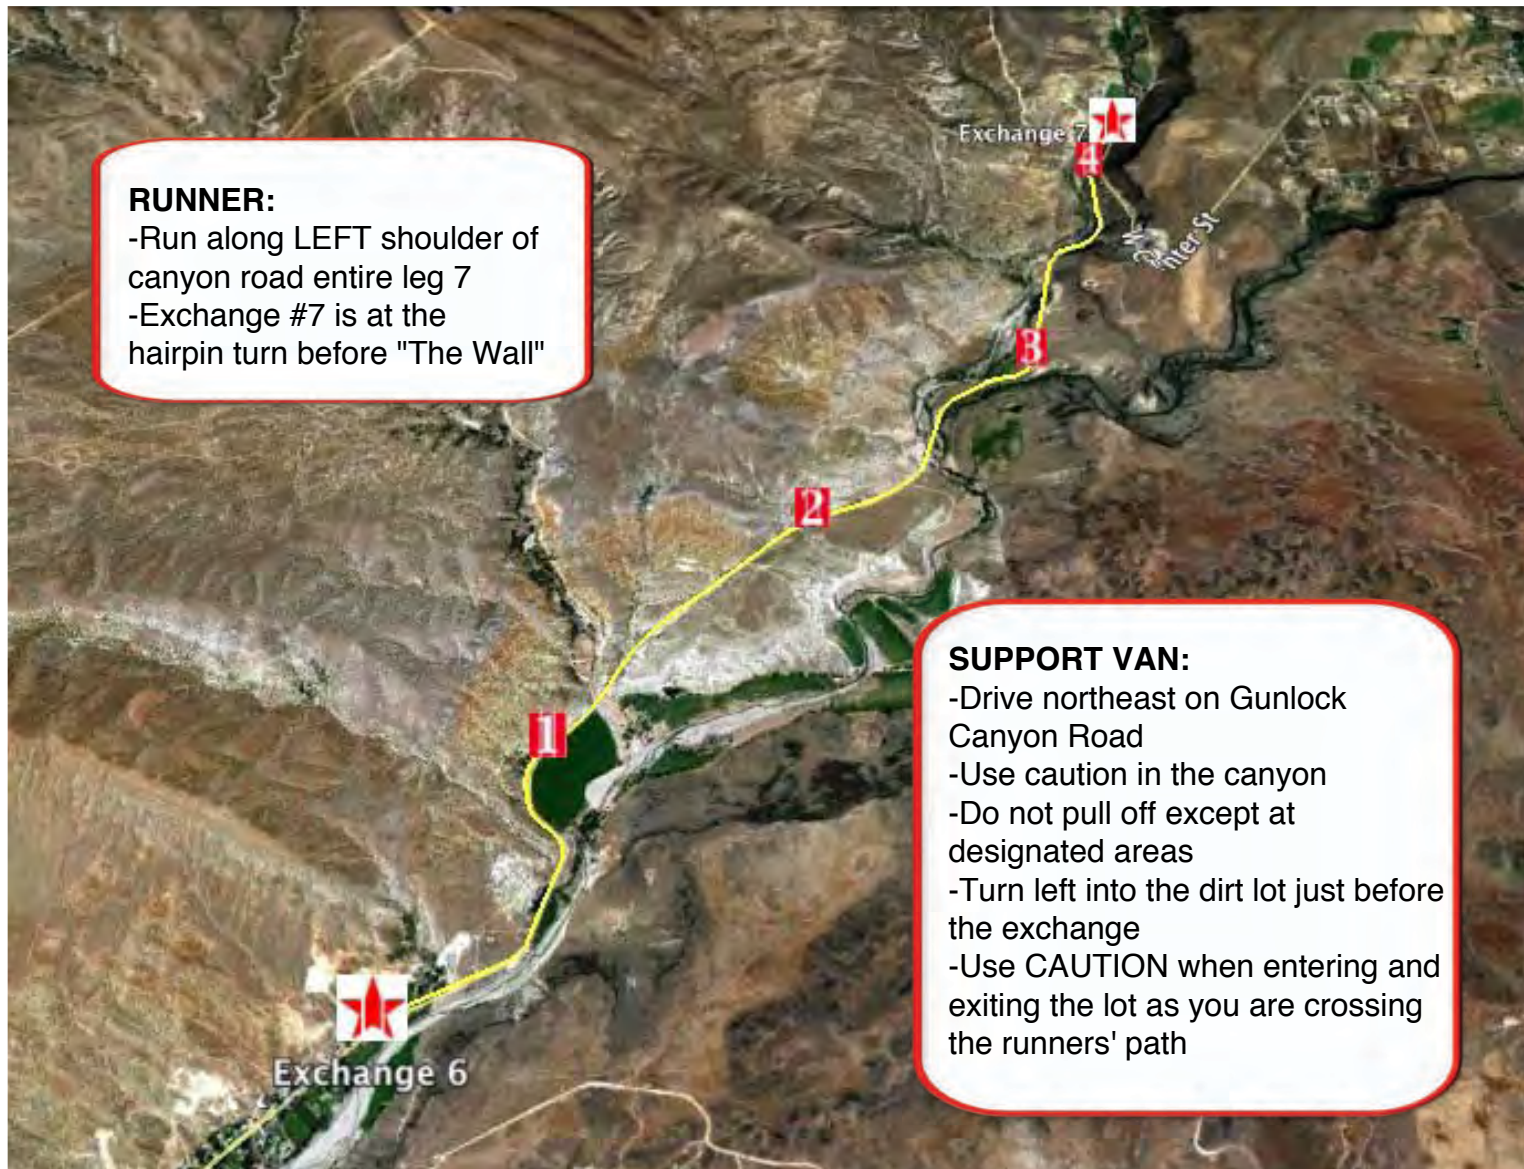 Exchange 7
4
RUNNER:
-Run along LEFT shoulder of
canyon road entire leg 7
-Exchange #7 is at the
hairpin turn before "The Wall"
3
2
SUPPORT VAN:
-Drive northeast on Gunlock
Canyon Road
-Use caution in the canyon
-Do not pull off except at
designated areas
-Turn left into the dirt lot just before
the exchange
-Use CAUTION when entering and
exiting the lot as you are crossing
the runners' path
1
Exchange 6